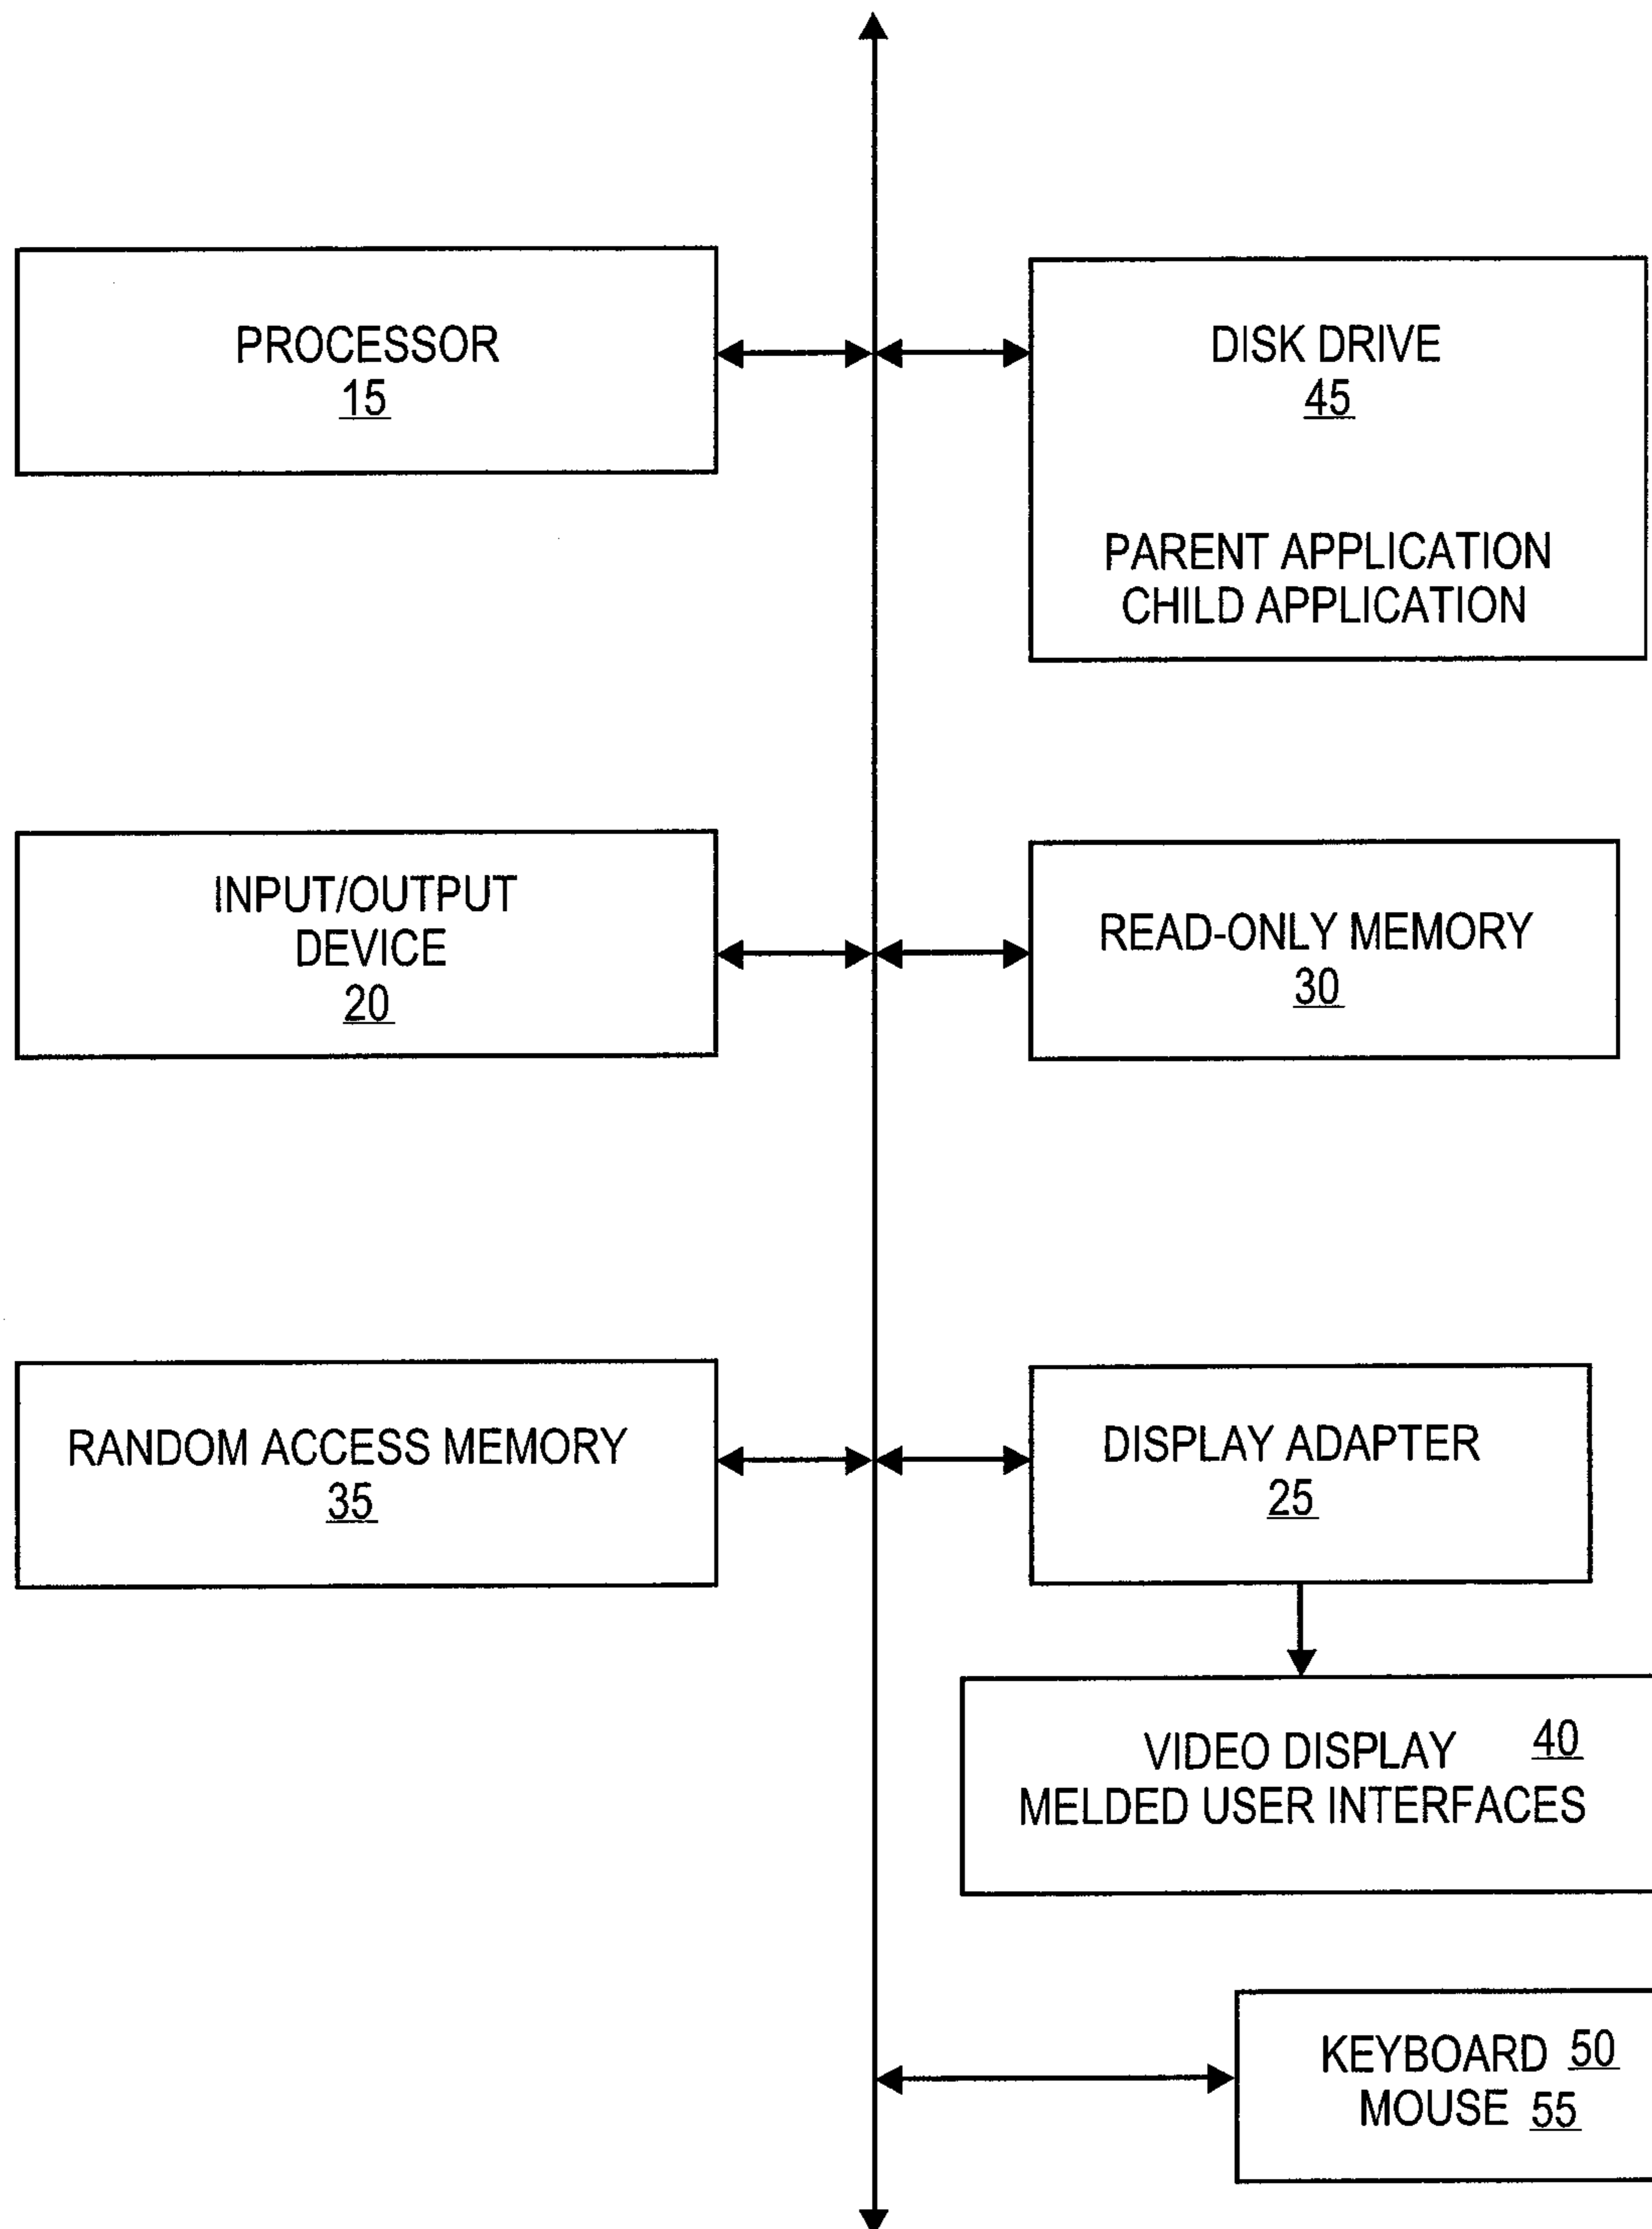 PROCESSOR
15
DISK DRIVE
45
PARENT APPLICATION
CHILD APPLICATION
INPUT/OUTPUT
DEVICE
20
READ-ONLY MEMORY
30
RANDOM ACCESS MEMORY
35
DISPLAY ADAPTER
25
VIDEO DISPLAY 40
MELDED USER INTERFACES
KEYBOARD 50
MOUSE 55